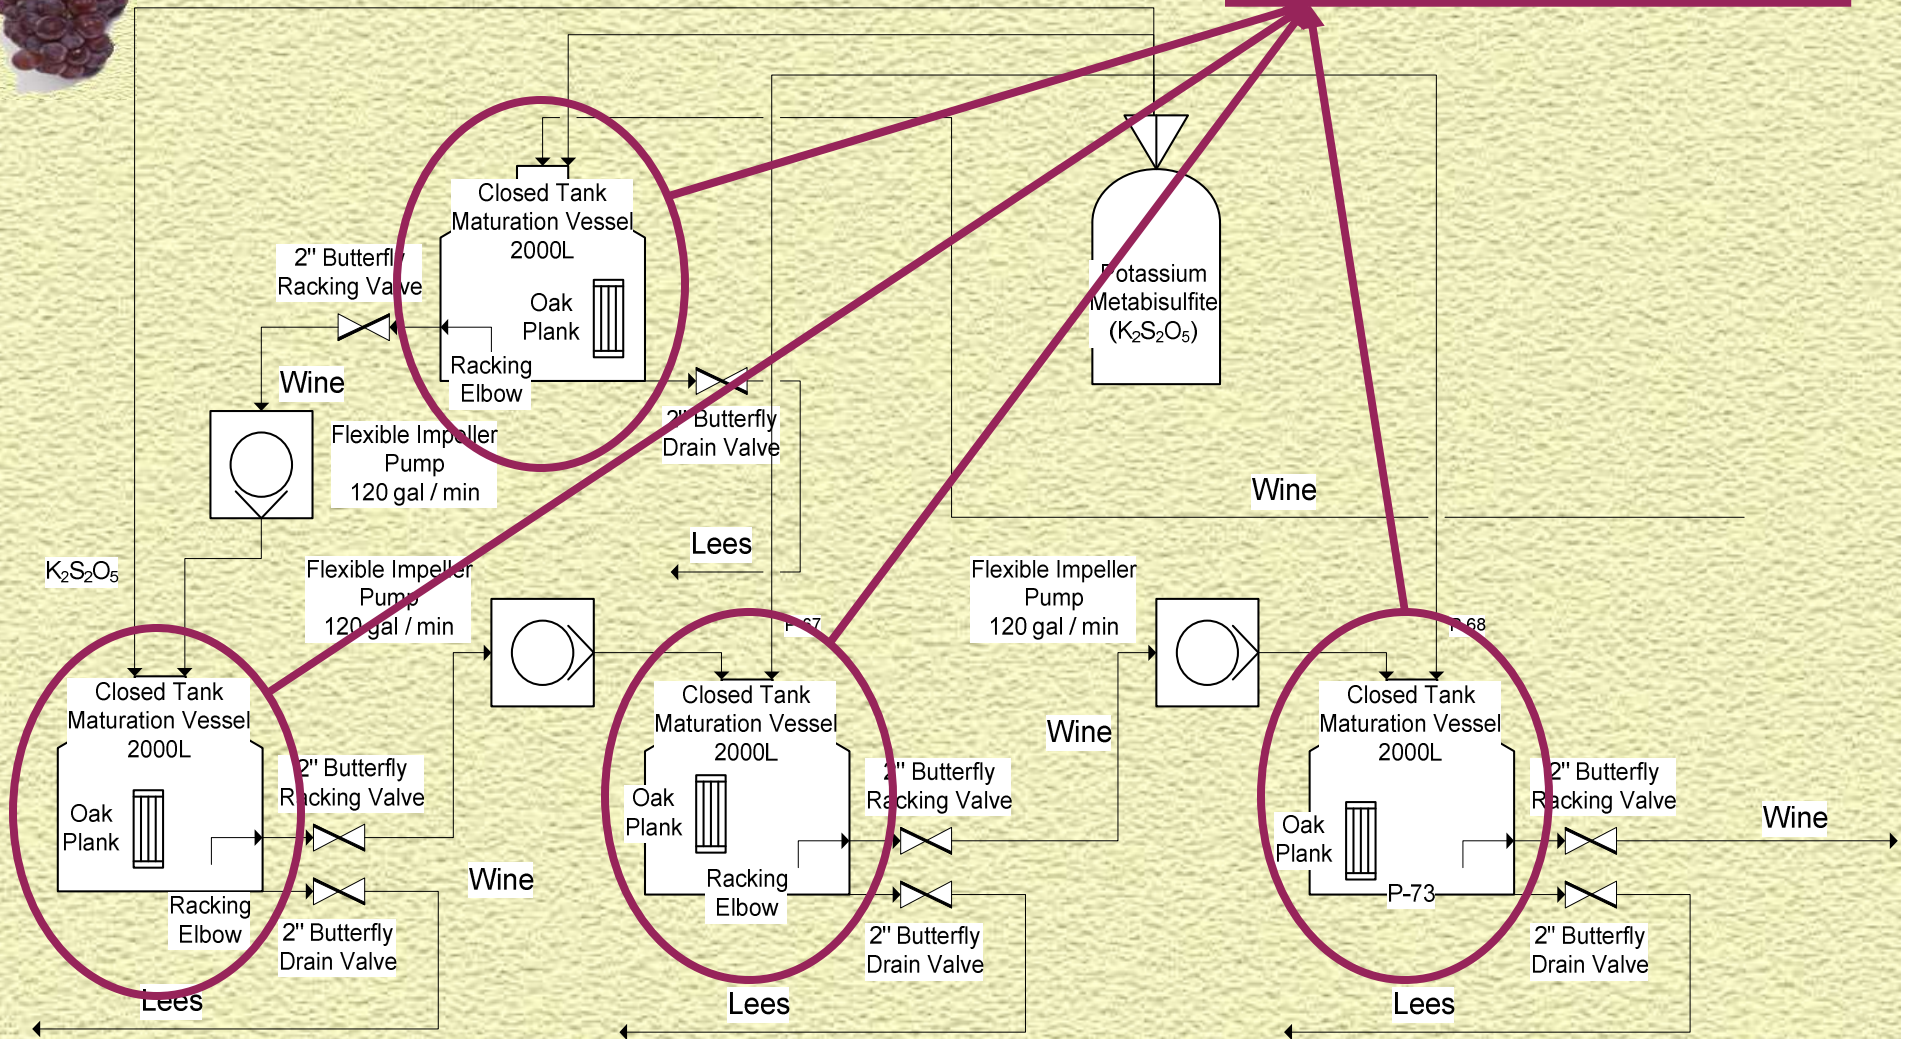 Closed Tank
Maturation Vessel
2000L
2" Butterfly
Racking Valve
Oak
Plank
Racking
Elbow
Wine
Potassium
Metabisulfite
(K₂S₂O₅)
2" Butterfly
Drain Valve
Flexible Impeller
Pump
120 gal / min
Wine
Lees
K₂S₂O₅
Flexible Impeller
Pump
120 gal / min
Flexible Impeller
Pump
120 gal / min
P-67
P-68
Closed Tank
Maturation Vessel
2000L
Oak
Plank
2" Butterfly
Racking Valve
Racking
Elbow
2" Butterfly
Drain Valve
Wine
Lees
Closed Tank
Maturation Vessel
2000L
Oak
Plank
2" Butterfly
Racking Valve
Racking
Elbow
2" Butterfly
Drain Valve
Wine
Lees
Closed Tank
Maturation Vessel
2000L
Oak
Plank
2" Butterfly
Racking Valve
P-73
2" Butterfly
Drain Valve
Wine
Lees